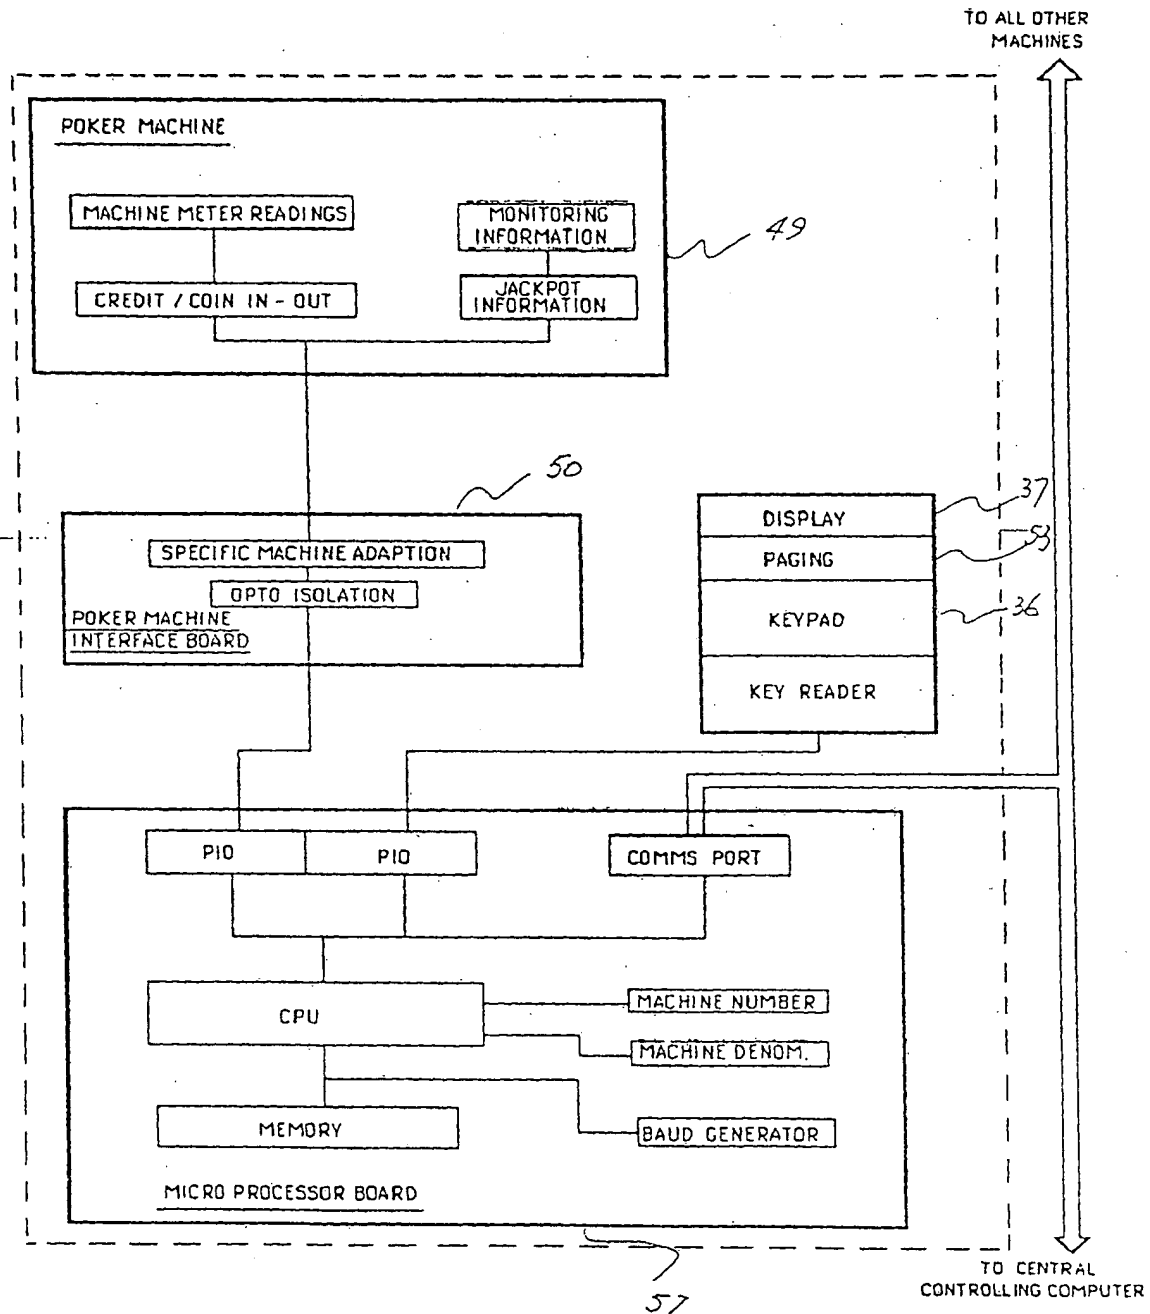 TO ALL OTHER
MACHINES
POKER MACHINE
MACHINE METER READINGS
MONITORING
INFORMATION
49
CREDIT / COIN IN - OUT
JACKPOT
INFORMATION
50
37
DISPLAY
53
SPECIFIC MACHINE ADAPTION
PAGING
OPTO ISOLATION
36
POKER MACHINE
INTERFACE BOARD
KEYPAD
KEY READER
PIO
PIO
COMMS PORT
CPU
MACHINE NUMBER
MACHINE DENOM.
MEMORY
BAUD GENERATOR
MICRO PROCESSOR BOARD
TO CENTRAL
CONTROLLING COMPUTER
57